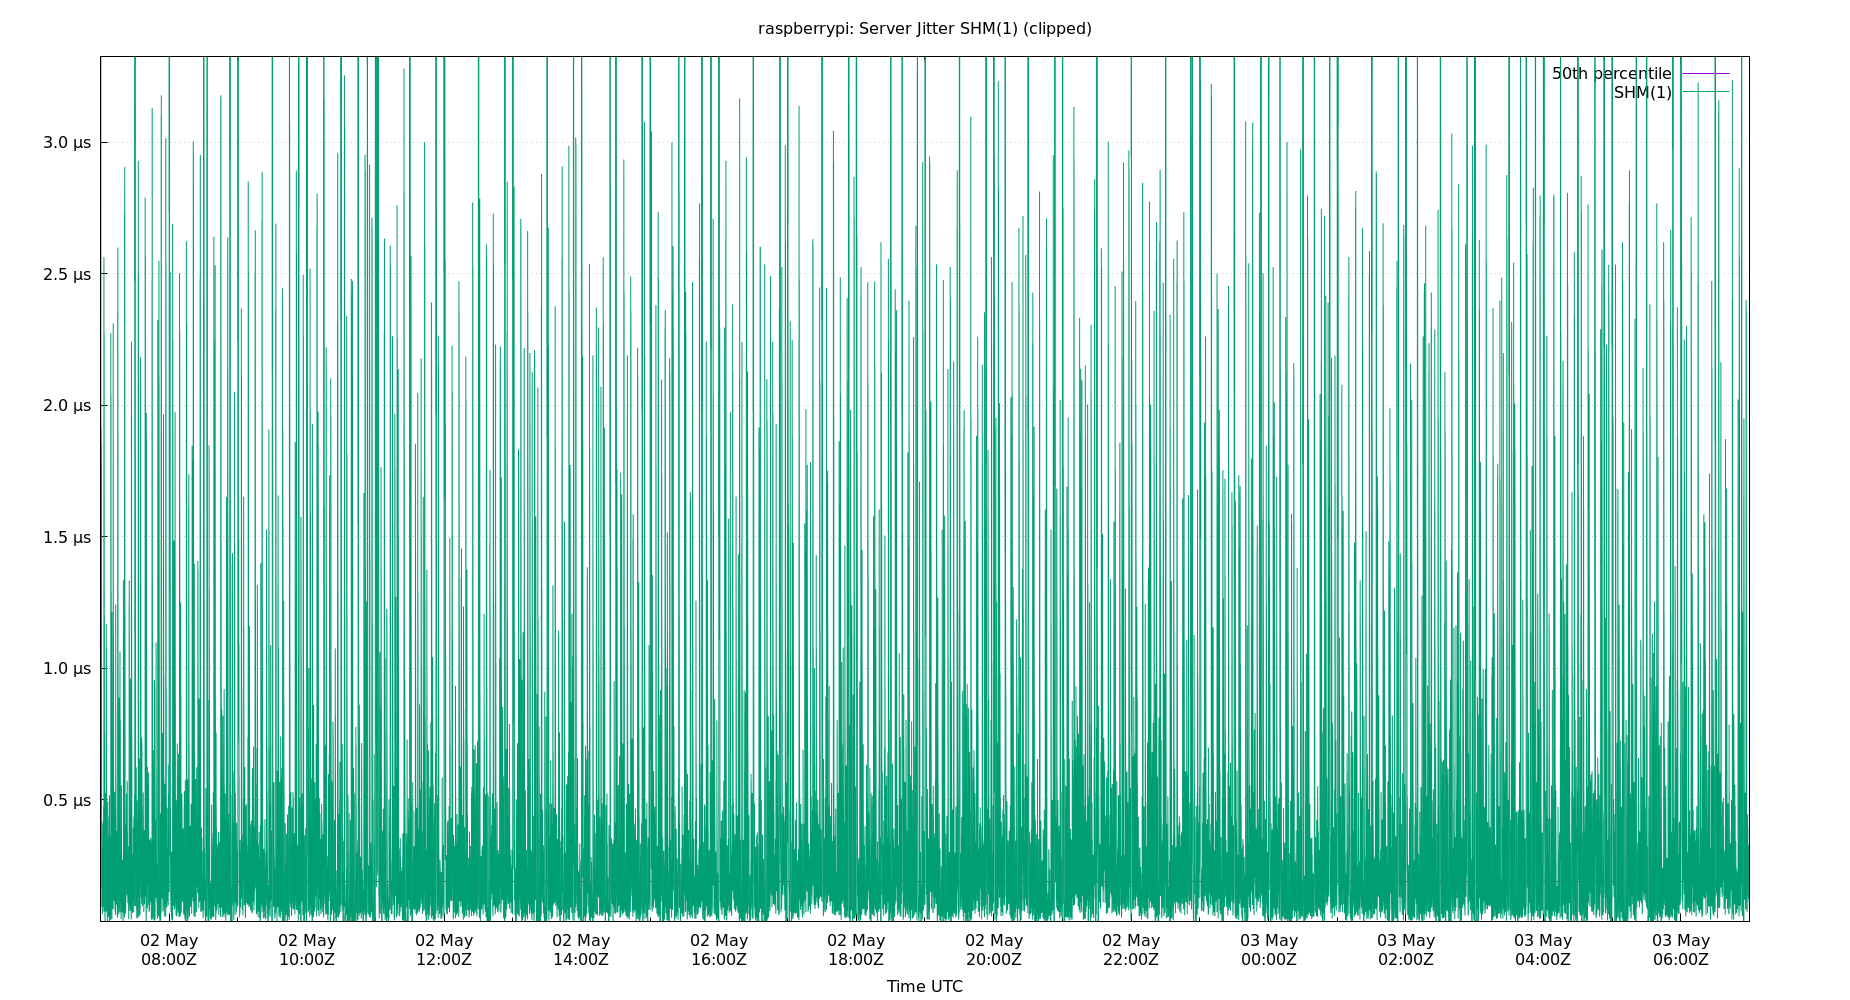 raspberrypi: Server Jitter SHM(1) (clipped)
50th percentile
SHM(1)
3.0 µs
2.5 µs
2.0 µs
1.5 µs
1.0 µs
0.5 µs
02 May 02 May 02 May 02 May 02 May 02 May 02 May 02 May 03 May 03 May 03 May 03 May
08:00Z 10:00Z 12:00Z 14:00Z 16:00Z 18:00Z 20:00Z 22:00Z 00:00Z 02:00Z 04:00Z 06:00Z
Time UTC